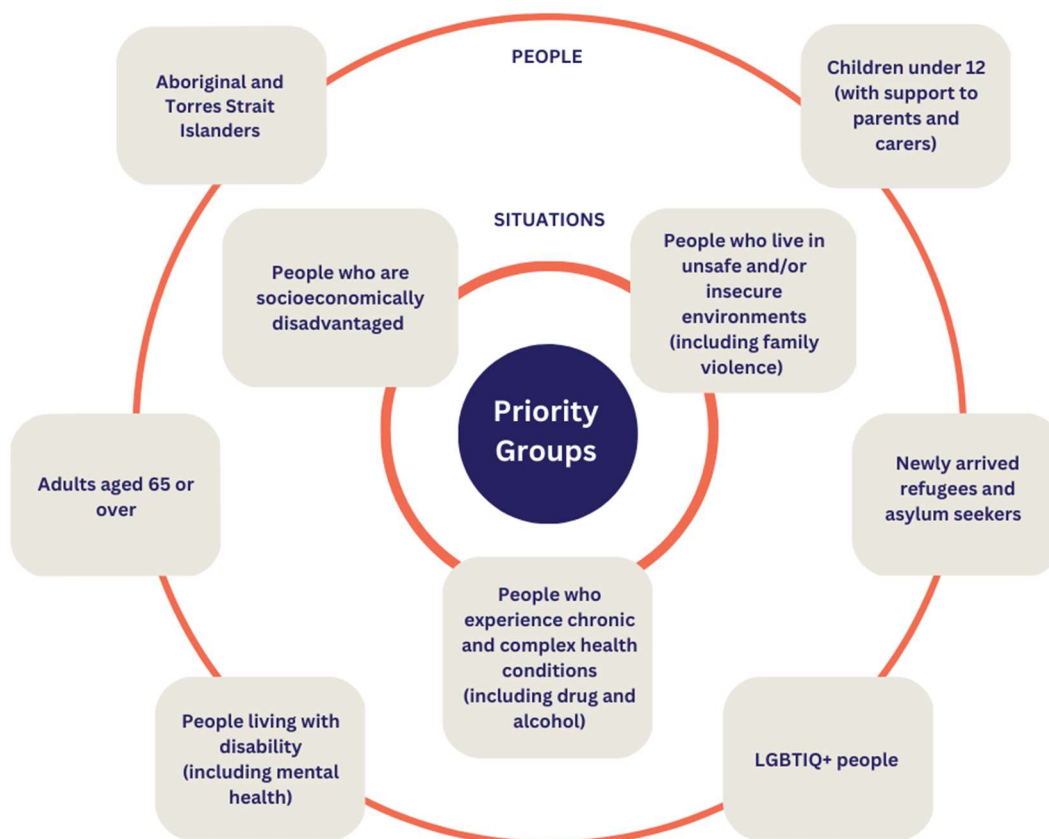 PEOPLE
Aboriginal and
Torres Strait
Islanders
Children under 12
(with support to
parents and
carers)
SITUATIONS
People who are
socioeconomically
disadvantaged
People who live in
unsafe and/or
insecure
environments
(including family
violence)
Priority
Groups
Adults aged 65 or
over
Newly arrived
refugees and
asylum seekers
People who
experience chronic
and complex health
conditions
(including drug and
alcohol)
People living with
disability
(including mental
health)
LGBTIQ+ people